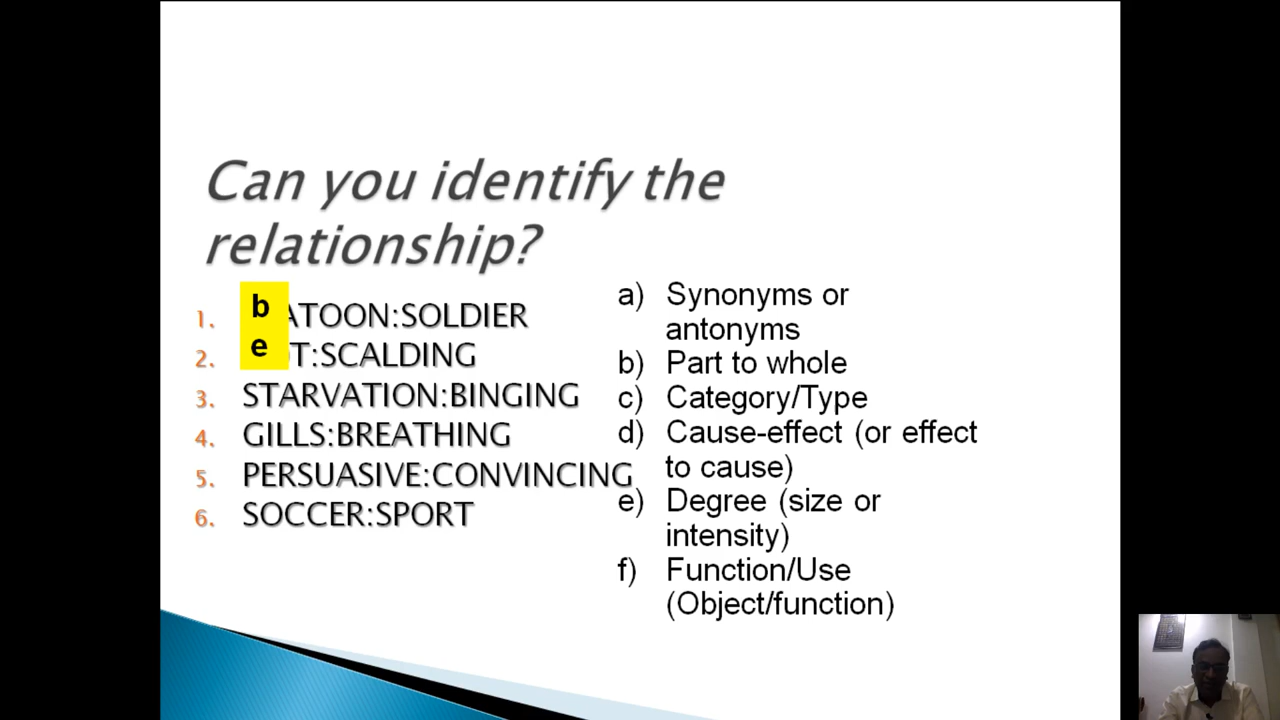 Can you identify the
relationship?
1. b ATOON:SOLDIER
2. e T:SCALDING
3. STARVATION:BINGING
4. GILLS:BREATHING
5. PERSUASIVE:CONVINCING
6. SOCCER:SPORT
a) Synonyms or
antonyms
b) Part to whole
c) Category/Type
d) Cause-effect (or effect
to cause)
e) Degree (size or
intensity)
f) Function/Use
(Object/function)